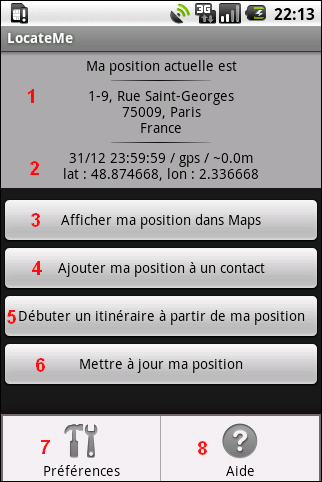 3G
22:13
LocateMe
Ma position actuelle est
1
1-9, Rue Saint-Georges
75009, Paris
France
2
31/12 23:59:59 / gps / ~0.0m
lat : 48.874668, lon : 2.336668
3 Afficher ma position dans Maps
4 Ajouter ma position à un contact
5 Débuter un itinéraire à partir de ma position
6 Mettre à jour ma position
7 Préférences
8 Aide